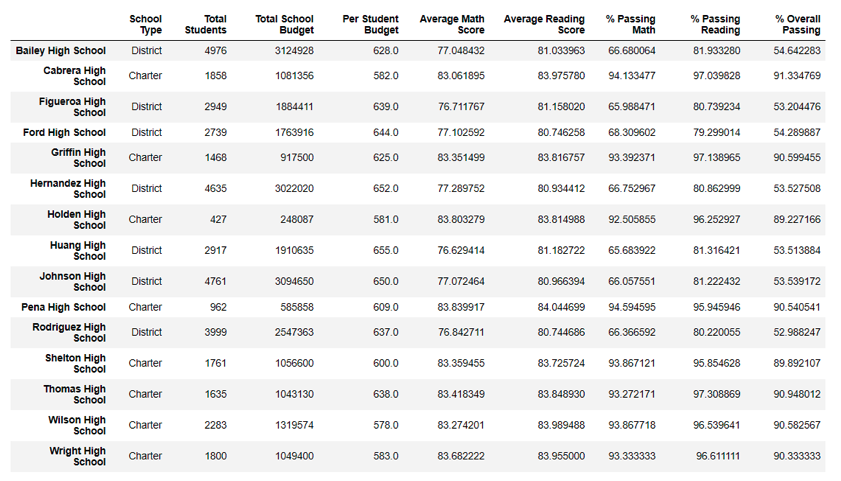 School Type Total Students Total School Budget Per Student Budget Average Math Score Average Reading Score % Passing Math % Passing Reading % Overall Passing
Bailey High School District 4976 3124928 628.0 77.048432 81.033963 66.680064 81.933280 54.642283
Cabrera High School Charter 1858 1081356 582.0 83.061895 83.975780 94.133477 97.039828 91.334769
Figueroa High School District 2949 1884411 639.0 76.711767 81.158020 65.988471 80.739234 53.204476
Ford High School District 2739 1763916 644.0 77.102592 80.746258 68.309602 79.299014 54.289887
Griffin High School Charter 1468 917500 625.0 83.351499 83.816757 93.392371 97.138965 90.599455
Hernandez High School District 4635 3022020 652.0 77.289752 80.934412 66.752967 80.862999 53.527508
Holden High School Charter 427 248087 581.0 83.803279 83.814988 92.505855 96.252927 89.227166
Huang High School District 2917 1910635 655.0 76.629414 81.182722 65.683922 81.316421 53.513884
Johnson High School District 4761 3094650 650.0 77.072464 80.966394 66.057551 81.222432 53.539172
Pena High School Charter 962 585858 609.0 83.839917 84.044699 94.594595 95.945946 90.540541
Rodriguez High School District 3999 2547363 637.0 76.842711 80.744686 66.366592 80.220055 52.988247
Shelton High School Charter 1761 1056600 600.0 83.359455 83.725724 93.867121 95.854628 89.892107
Thomas High School Charter 1635 1043130 638.0 83.418349 83.848930 93.272171 97.308869 90.948012
Wilson High School Charter 2283 1319574 578.0 83.274201 83.989488 93.867718 96.539641 90.582567
Wright High School Charter 1800 1049400 583.0 83.682222 83.955000 93.333333 96.611111 90.333333